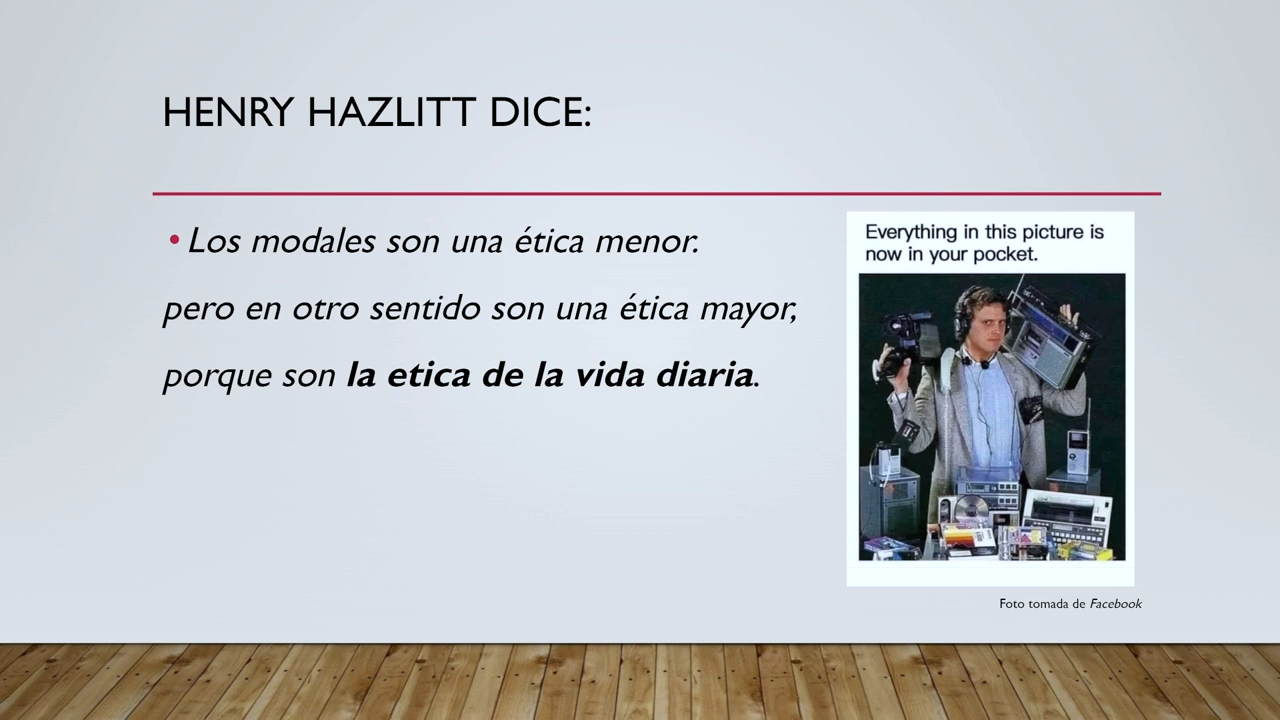 HENRY HAZLITT DICE:
• Los modales son una ética menor.
pero en otro sentido son una ética mayor,
porque son la etica de la vida diaria.
Everything in this picture is
now in your pocket.
Foto tomada de Facebook